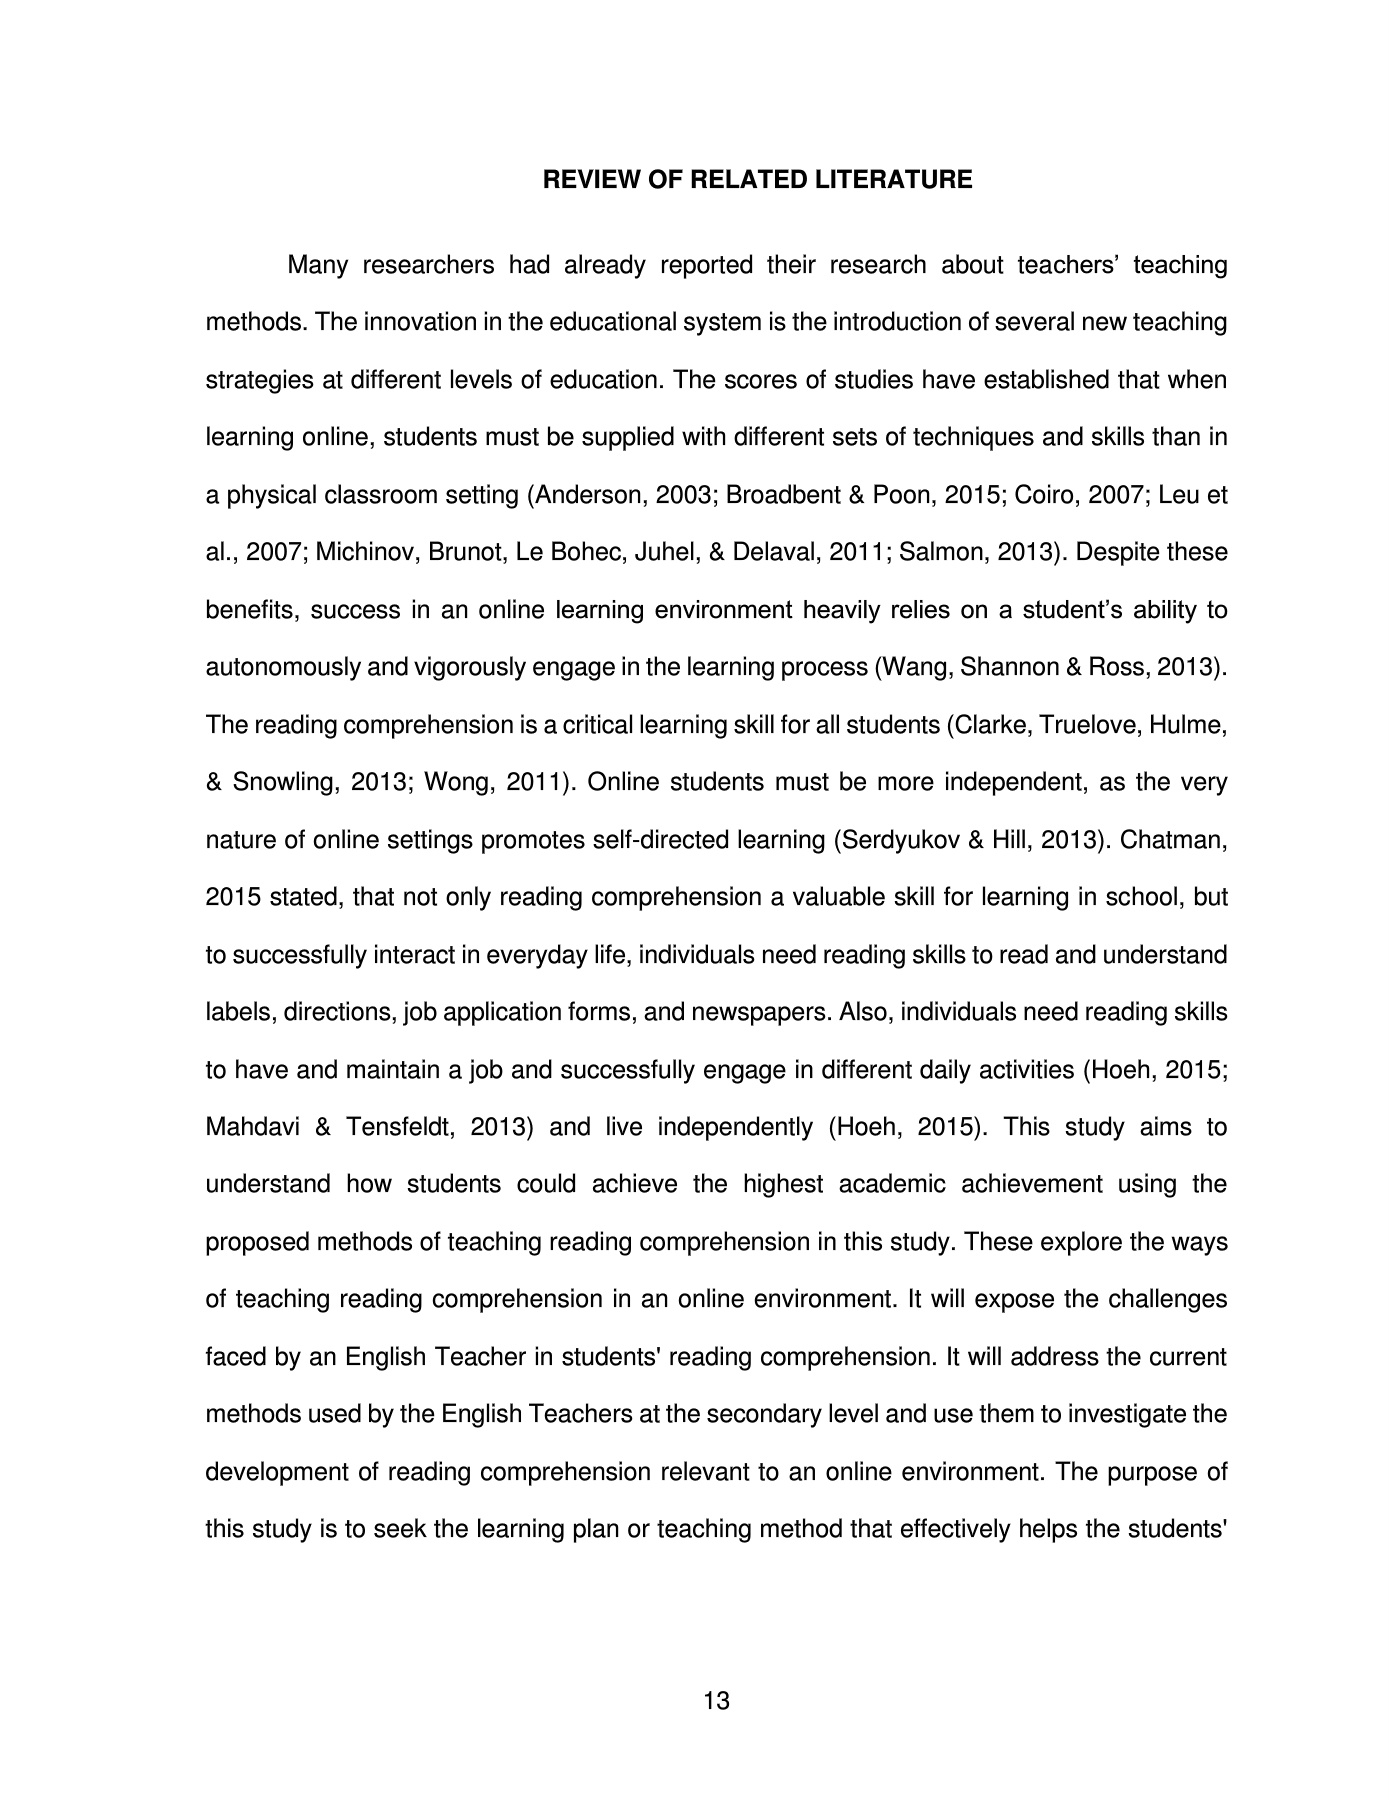 REVIEW OF RELATED LITERATURE
Many researchers had already reported their research about teachers’ teaching
methods. The innovation in the educational system is the introduction of several new teaching
strategies at different levels of education. The scores of studies have established that when
learning online, students must be supplied with different sets of techniques and skills than in
a physical classroom setting (Anderson, 2003; Broadbent & Poon, 2015; Coiro, 2007; Leu et
al., 2007; Michinov, Brunot, Le Bohec, Juhel, & Delaval, 2011; Salmon, 2013). Despite these
benefits, success in an online learning environment heavily relies on a student’s ability to
autonomously and vigorously engage in the learning process (Wang, Shannon & Ross, 2013).
The reading comprehension is a critical learning skill for all students (Clarke, Truelove, Hulme,
& Snowling, 2013; Wong, 2011). Online students must be more independent, as the very
nature of online settings promotes self-directed learning (Serdyukov & Hill, 2013). Chatman,
2015 stated, that not only reading comprehension a valuable skill for learning in school, but
to successfully interact in everyday life, individuals need reading skills to read and understand
labels, directions, job application forms, and newspapers. Also, individuals need reading skills
to have and maintain a job and successfully engage in different daily activities (Hoeh, 2015;
Mahdavi & Tensfeldt, 2013) and live independently (Hoeh, 2015). This study aims to
understand how students could achieve the highest academic achievement using the
proposed methods of teaching reading comprehension in this study. These explore the ways
of teaching reading comprehension in an online environment. It will expose the challenges
faced by an English Teacher in students' reading comprehension. It will address the current
methods used by the English Teachers at the secondary level and use them to investigate the
development of reading comprehension relevant to an online environment. The purpose of
this study is to seek the learning plan or teaching method that effectively helps the students'
13